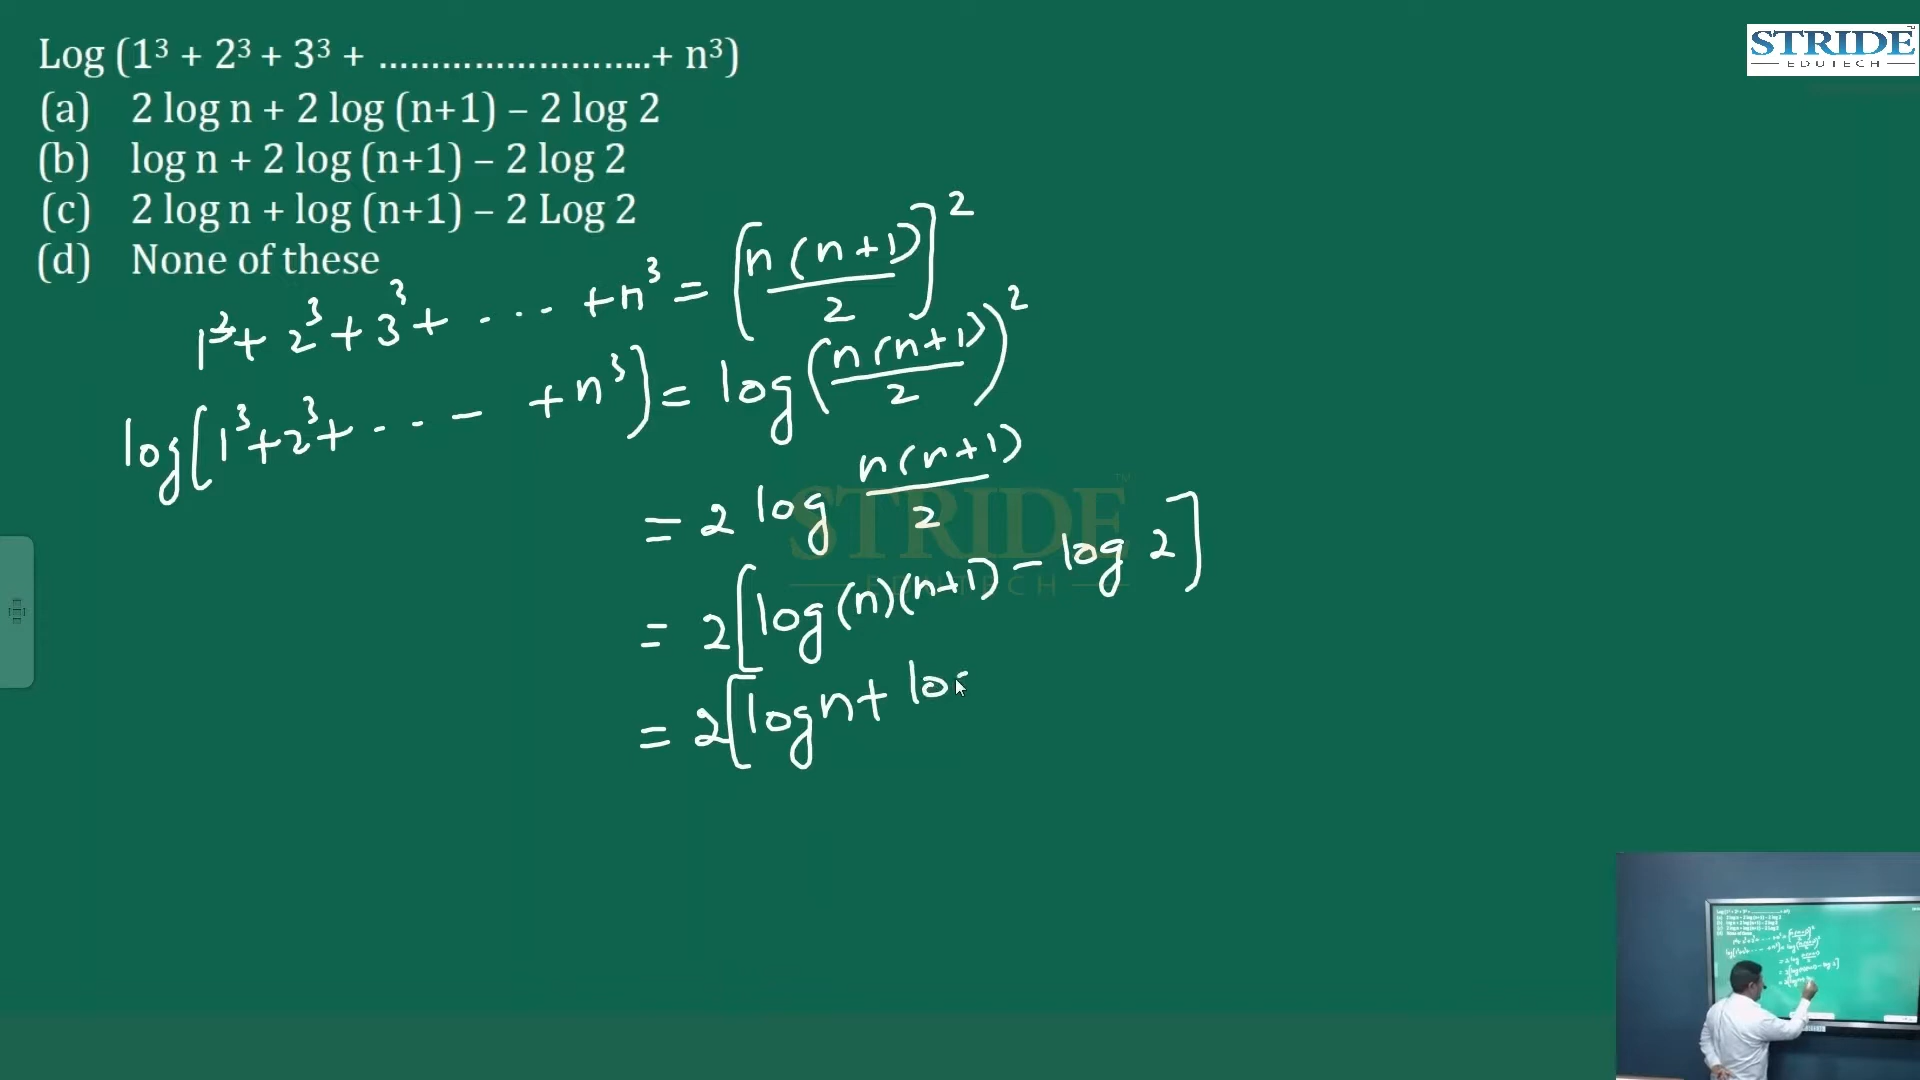 Log (1³ + 2³ + 3³ + ...........................+ n³)
(a) 2 log n + 2 log (n+1) – 2 log 2
(b) log n + 2 log (n+1) – 2 log 2
(c) 2 log n + log (n+1) – 2 Log 2
(d) None of these
1³ + 2³ + 3³ + .... + n³ = [n(n+1)/2]²
log[1³ + 2³ + .... + n³] = log(n(n+1)/2)²
= 2 log n(n+1)/2
= 2[log(n)(n+1) - log 2]
= 2[log n + lo
STRIDE
EDUTECH
STRIDE™
EDUTECH